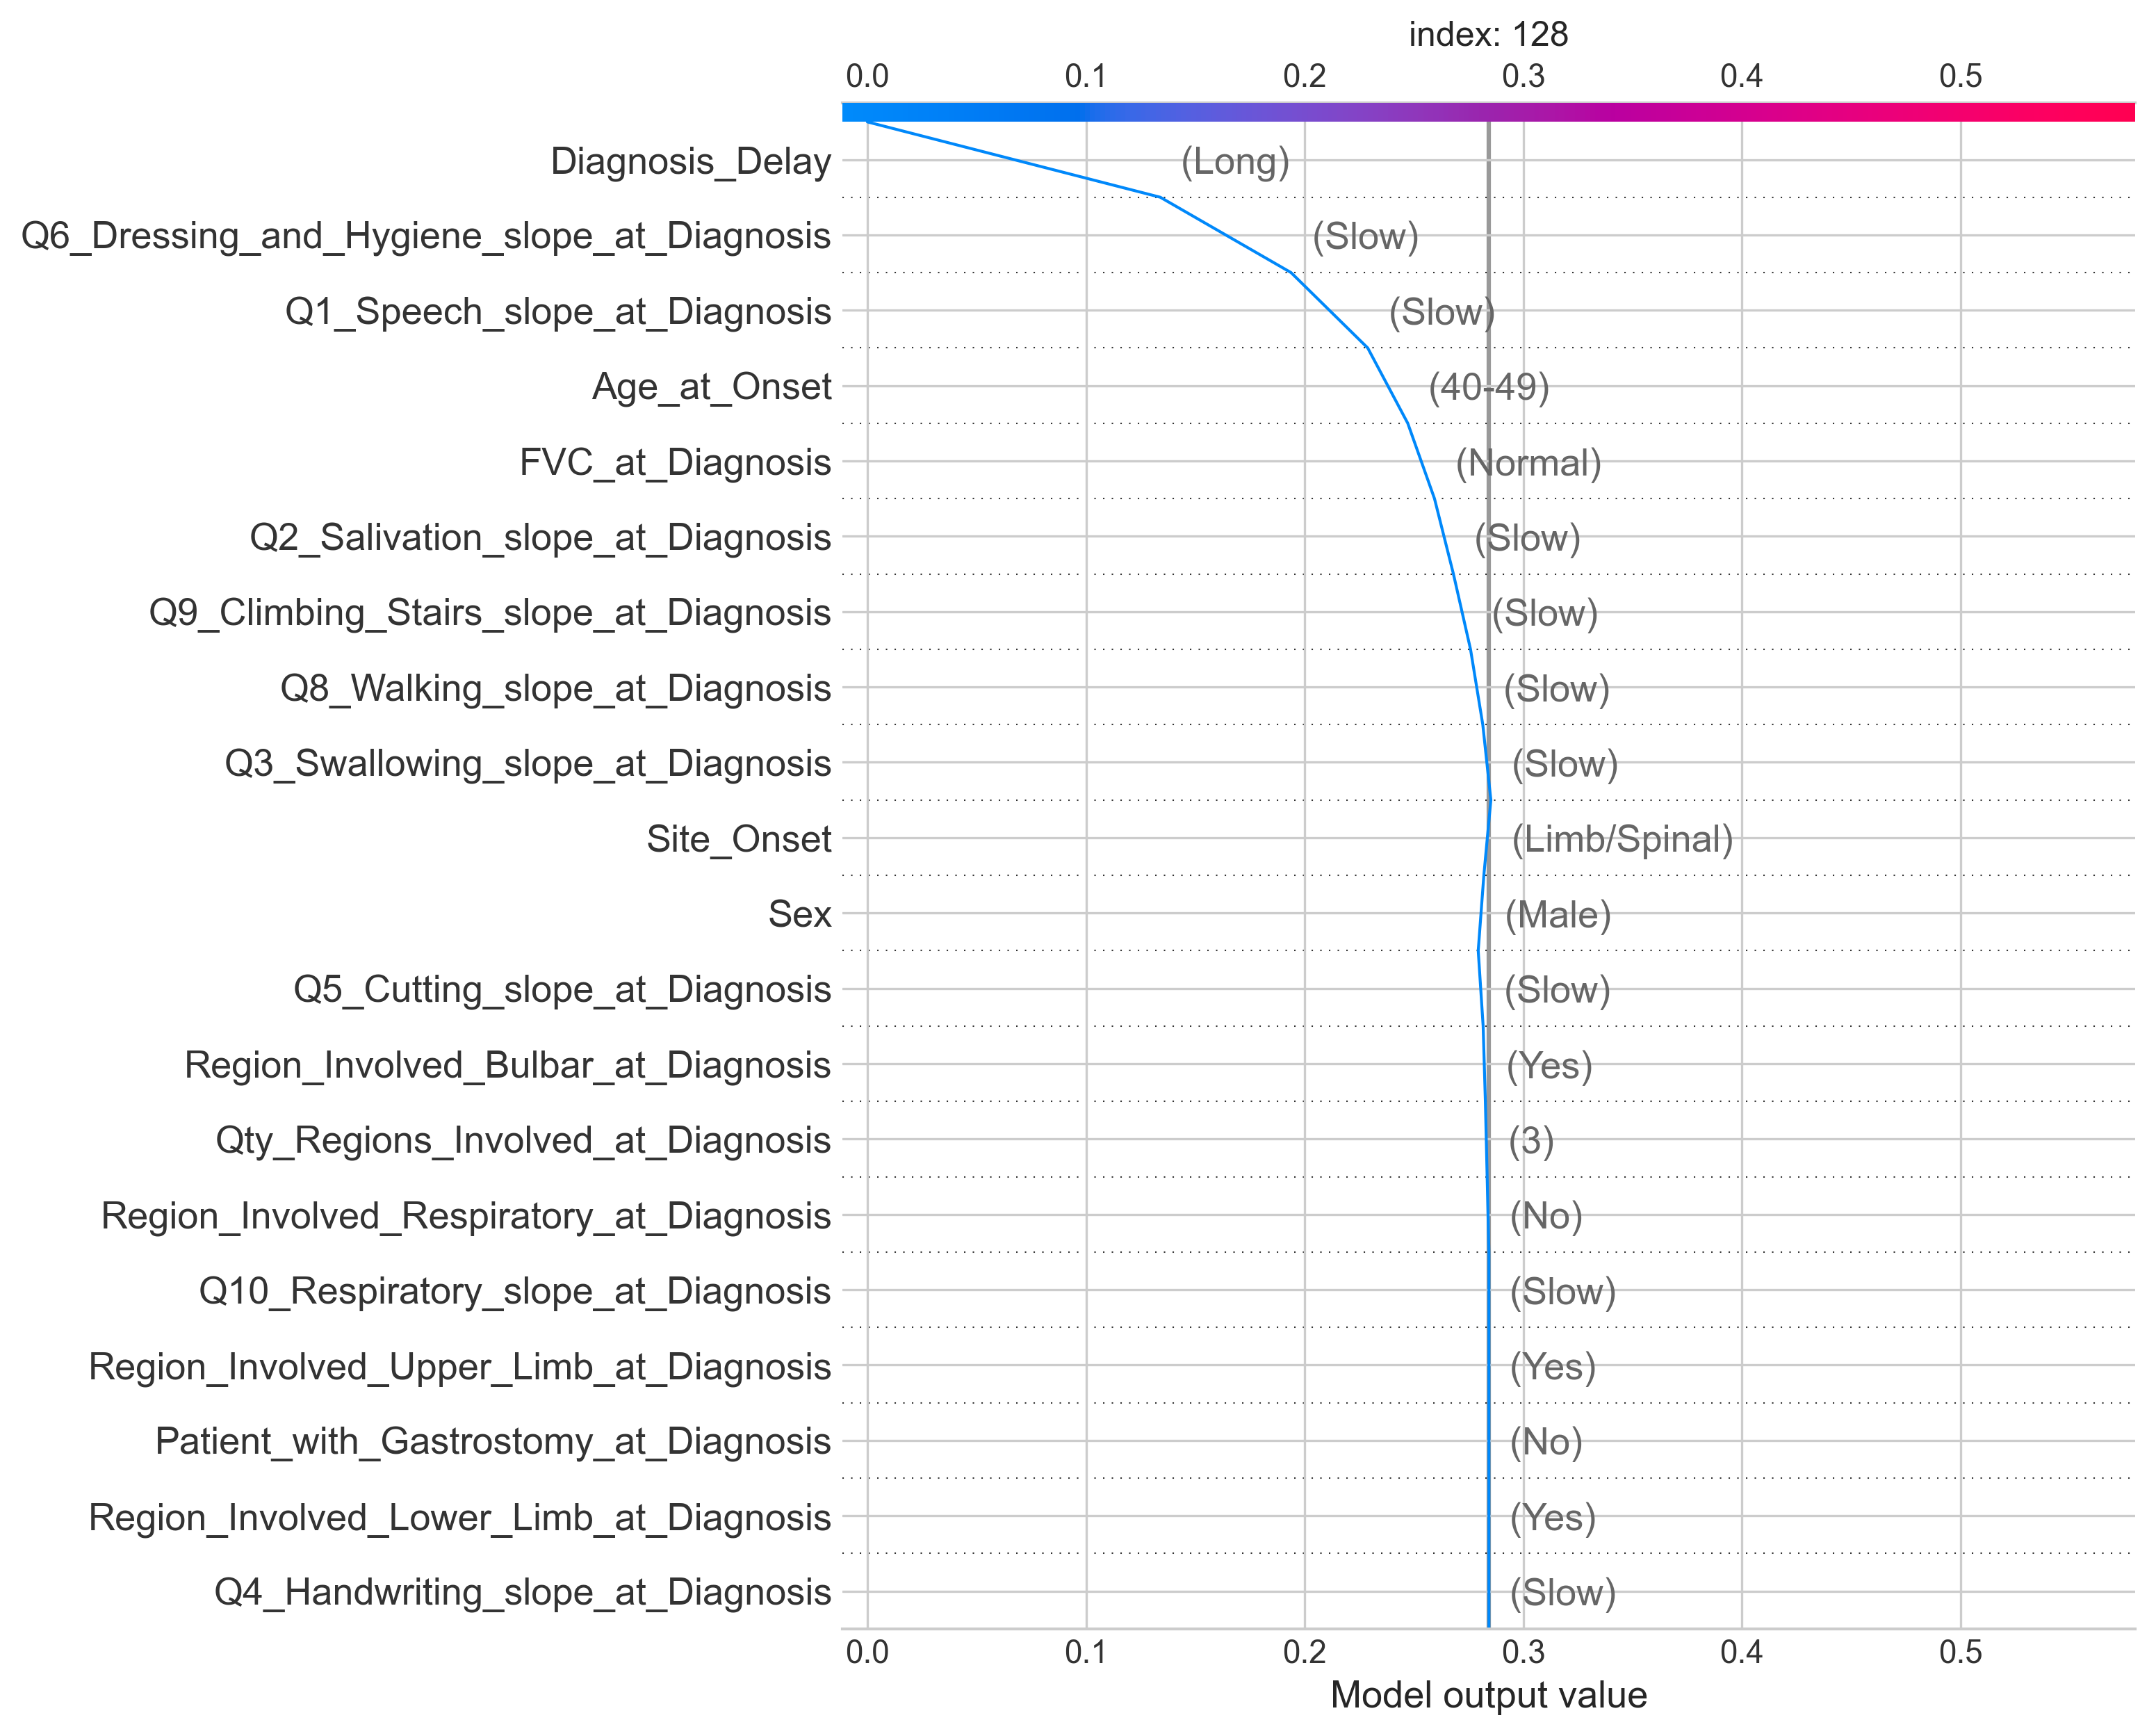 index: 128
0.0 0.1 0.2 0.3 0.4 0.5
Diagnosis_Delay (Long)
Q6_Dressing_and_Hygiene_slope_at_Diagnosis (Slow)
Q1_Speech_slope_at_Diagnosis (Slow)
Age_at_Onset (40-49)
FVC_at_Diagnosis (Normal)
Q2_Salivation_slope_at_Diagnosis (Slow)
Q9_Climbing_Stairs_slope_at_Diagnosis (Slow)
Q8_Walking_slope_at_Diagnosis (Slow)
Q3_Swallowing_slope_at_Diagnosis (Slow)
Site_Onset (Limb/Spinal)
Sex (Male)
Q5_Cutting_slope_at_Diagnosis (Slow)
Region_Involved_Bulbar_at_Diagnosis (Yes)
Qty_Regions_Involved_at_Diagnosis (3)
Region_Involved_Respiratory_at_Diagnosis (No)
Q10_Respiratory_slope_at_Diagnosis (Slow)
Region_Involved_Upper_Limb_at_Diagnosis (Yes)
Patient_with_Gastrostomy_at_Diagnosis (No)
Region_Involved_Lower_Limb_at_Diagnosis (Yes)
Q4_Handwriting_slope_at_Diagnosis (Slow)
0.0 0.1 0.2 0.3 0.4 0.5
Model output value